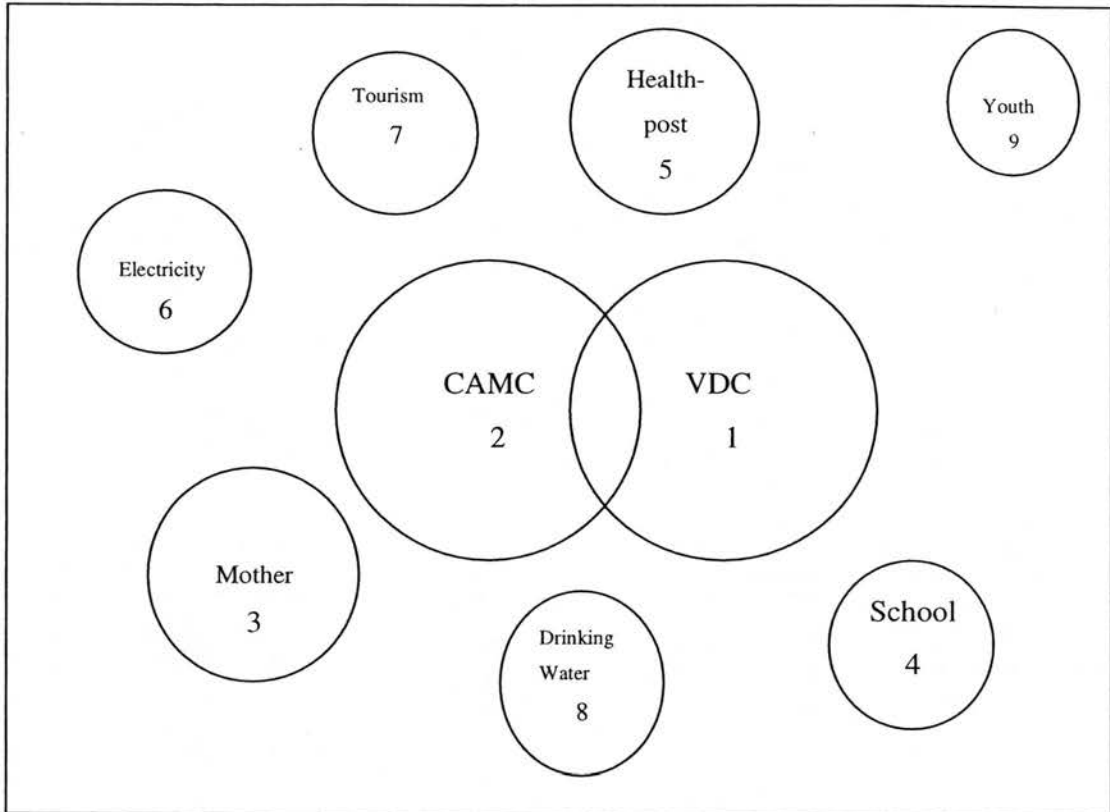 Tourism
7
Health-
post
5
Youth
9
Electricity
6
CAMC
2
VDC
1
Mother
3
Drinking
Water
8
School
4